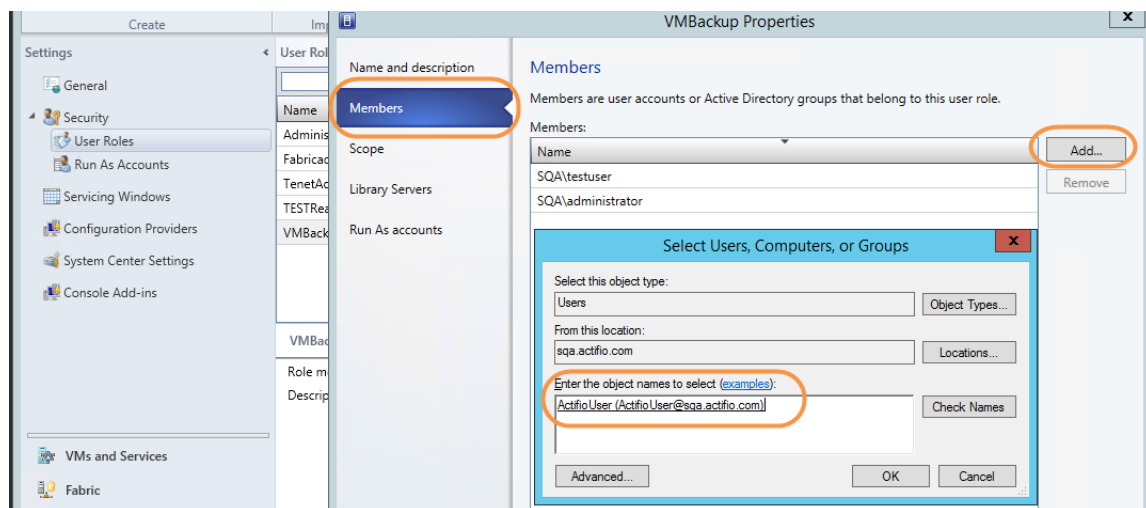 Create
Im
VMBackup Properties
x
Settings
User Rol
General
Security
User Roles
Run As Accounts
Servicing Windows
Configuration Providers
System Center Settings
Console Add-ins
VMs and Services
Fabric
Name
Adminis
Fabricad
TenetAd
TESTRea
VMBack
VMBac
Role m
Descrip
Name and description
Members
Scope
Library Servers
Run As accounts
Members
Members are user accounts or Active Directory groups that belong to this user role.
Members:
Name
SQA\testuser
SQA\administrator
Add...
Remove
Select Users, Computers, or Groups
x
Select this object type:
Users
Object Types...
From this location:
sqa.actifio.com
Locations...
Enter the object names to select (examples):
ActifioUser (ActifioUser@sqa.actifio.com)
Check Names
Advanced...
OK
Cancel